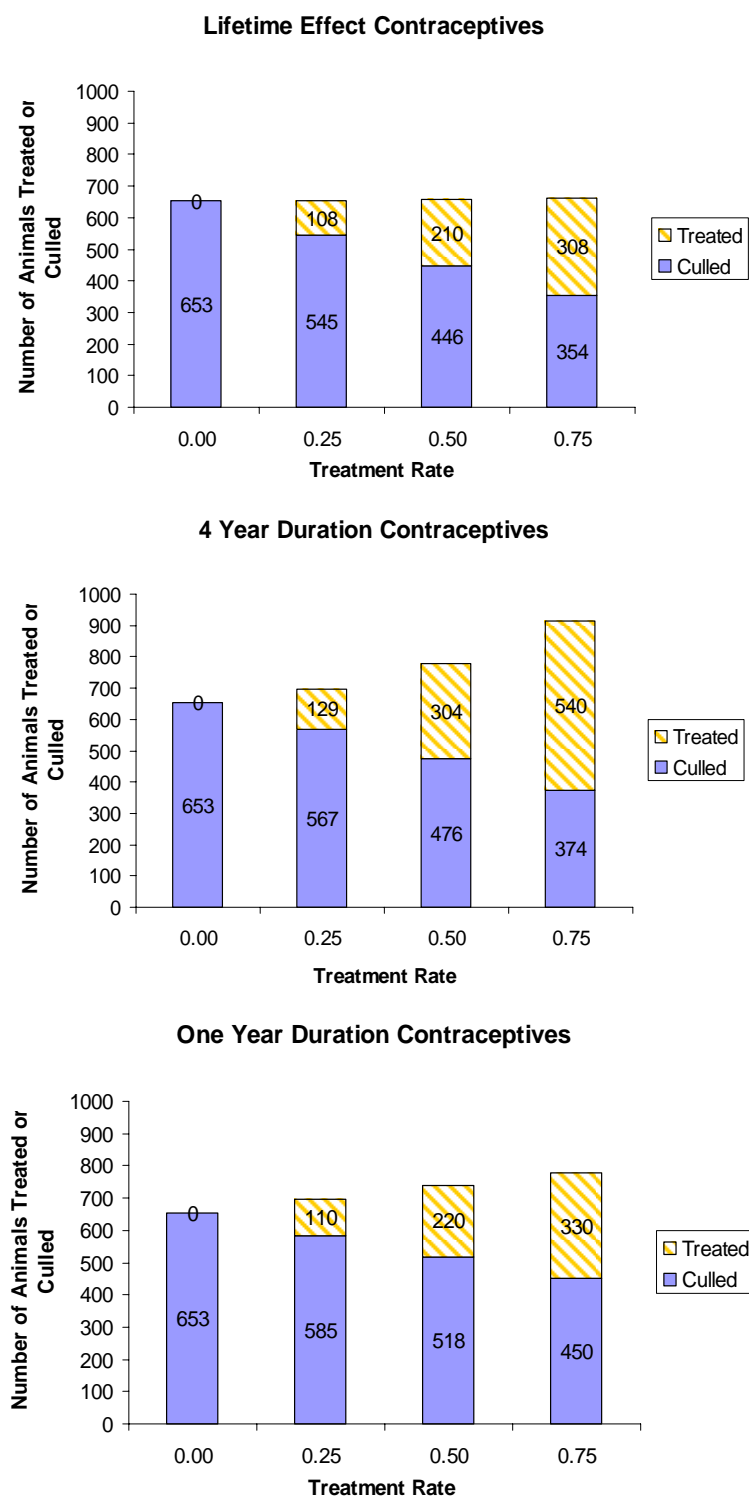 Lifetime Effect Contraceptives
Number of Animals Treated or
Culled
1000
900
800
700
600
500
400
300
200
100
0
0
653
108
545
210
446
308
354
0.00 0.25 0.50 0.75
Treatment Rate
Treated
Culled
4 Year Duration Contraceptives
Number of Animals Treated or
Culled
1000
900
800
700
600
500
400
300
200
100
0
0
653
129
567
304
476
540
374
0.00 0.25 0.50 0.75
Treatment Rate
Treated
Culled
One Year Duration Contraceptives
Number of Animals Treated or
Culled
1000
900
800
700
600
500
400
300
200
100
0
0
653
110
585
220
518
330
450
0.00 0.25 0.50 0.75
Treatment Rate
Treated
Culled